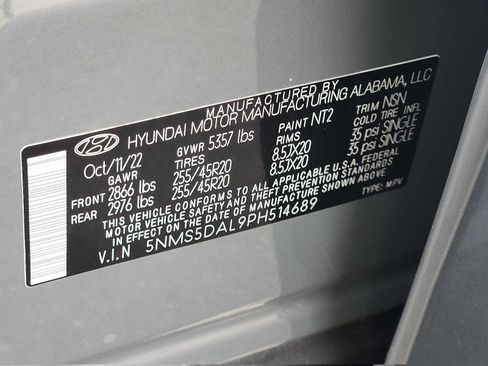 MANUFACTURED BY
HYUNDAI MOTOR MANUFACTURING ALABAMA, LLC
Oct/11/22 GVWR 5357 lbs PAINT NT2 TRIM NSN
GAWR TIRES RIMS COLD TIRE INFL
FRONT 2866 lbs 255/45R20 8.5JX20 35 psi SINGLE
REAR 2976 lbs 255/45R20 8.5JX20 35 psi SINGLE
THIS VEHICLE CONFORMS TO ALL APPLICABLE U.S.A. FEDERAL
MOTOR VEHICLE SAFETY AND THEFT PREVENTION STANDARDS
IN EFFECT ON THE DATE OF MANUFACTURE SHOWN ABOVE.
V.I.N 5NMS5DAL9PH514689 TYPE: MPV